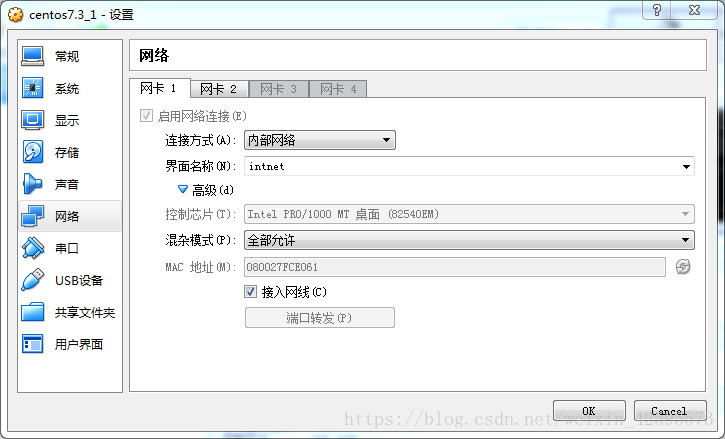 centos7.3_1 - 设置
常规
系统
显示
存储
声音
网络
串口
USB设备
共享文件夹
用户界面
网络
网卡 1 网卡 2 网卡 3 网卡 4
启用网络连接(E)
连接方式(A): 内部网络
界面名称(N): intnet
高级(d)
控制芯片(T): Intel PRO/1000 MT 桌面 (82540EM)
混杂模式(P): 全部允许
MAC 地址(M): 080027FCE061
接入网线(C)
端口转发(P)
OK Cancel